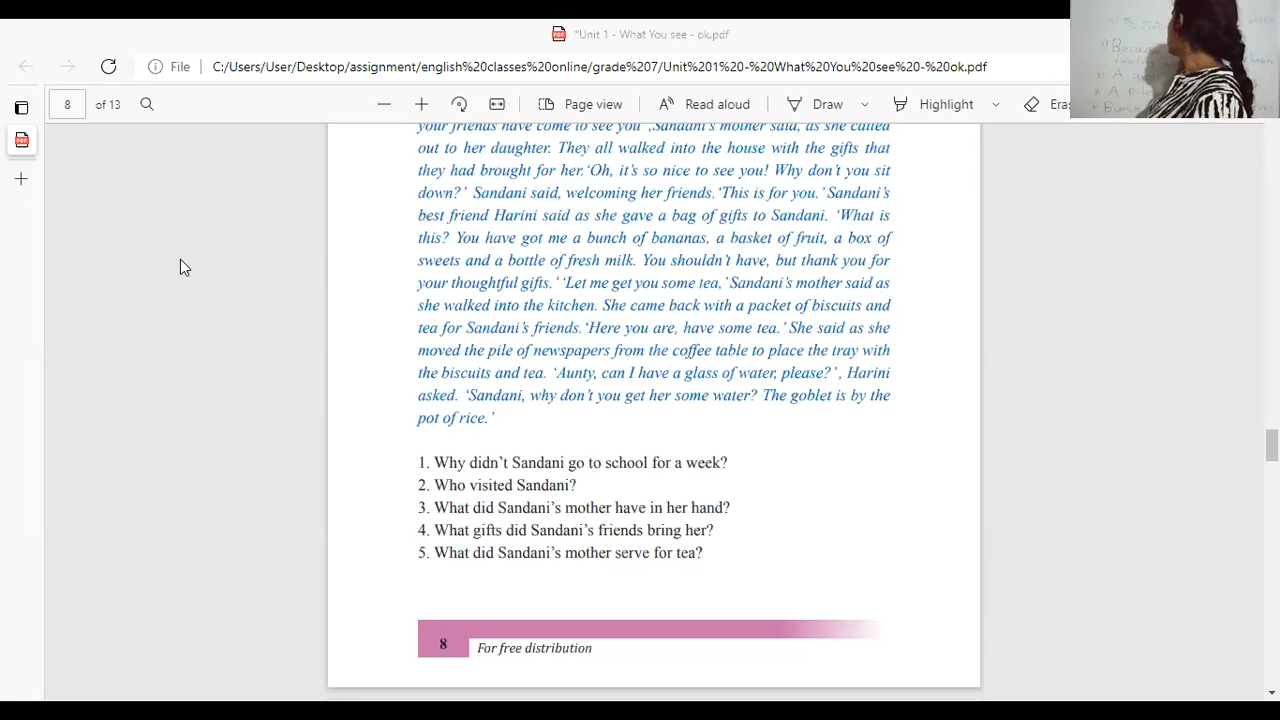 *Unit 1 - What You see - ok.pdf
File C:/Users/User/Desktop/assignment/english%20classes%20online/grade%207/Unit%201%20-%20What%20You%20see%20-%20ok.pdf
8 of 13 Page view Read aloud Draw Highlight Eras
your friends have come to see you',Sandani's mother said, as she called
out to her daughter. They all walked into the house with the gifts that
they had brought for her.'Oh, it's so nice to see you! Why don't you sit
down?' Sandani said, welcoming her friends.'This is for you.' Sandani's
best friend Harini said as she gave a bag of gifts to Sandani. 'What is
this? You have got me a bunch of bananas, a basket of fruit, a box of
sweets and a bottle of fresh milk. You shouldn't have, but thank you for
your thoughtful gifts.' 'Let me get you some tea,' Sandani's mother said as
she walked into the kitchen. She came back with a packet of biscuits and
tea for Sandani's friends.'Here you are, have some tea.' She said as she
moved the pile of newspapers from the coffee table to place the tray with
the biscuits and tea. 'Aunty, can I have a glass of water, please?', Harini
asked. 'Sandani, why don't you get her some water? The goblet is by the
pot of rice.'
1. Why didn't Sandani go to school for a week?
2. Who visited Sandani?
3. What did Sandani's mother have in her hand?
4. What gifts did Sandani's friends bring her?
5. What did Sandani's mother serve for tea?
8
For free distribution